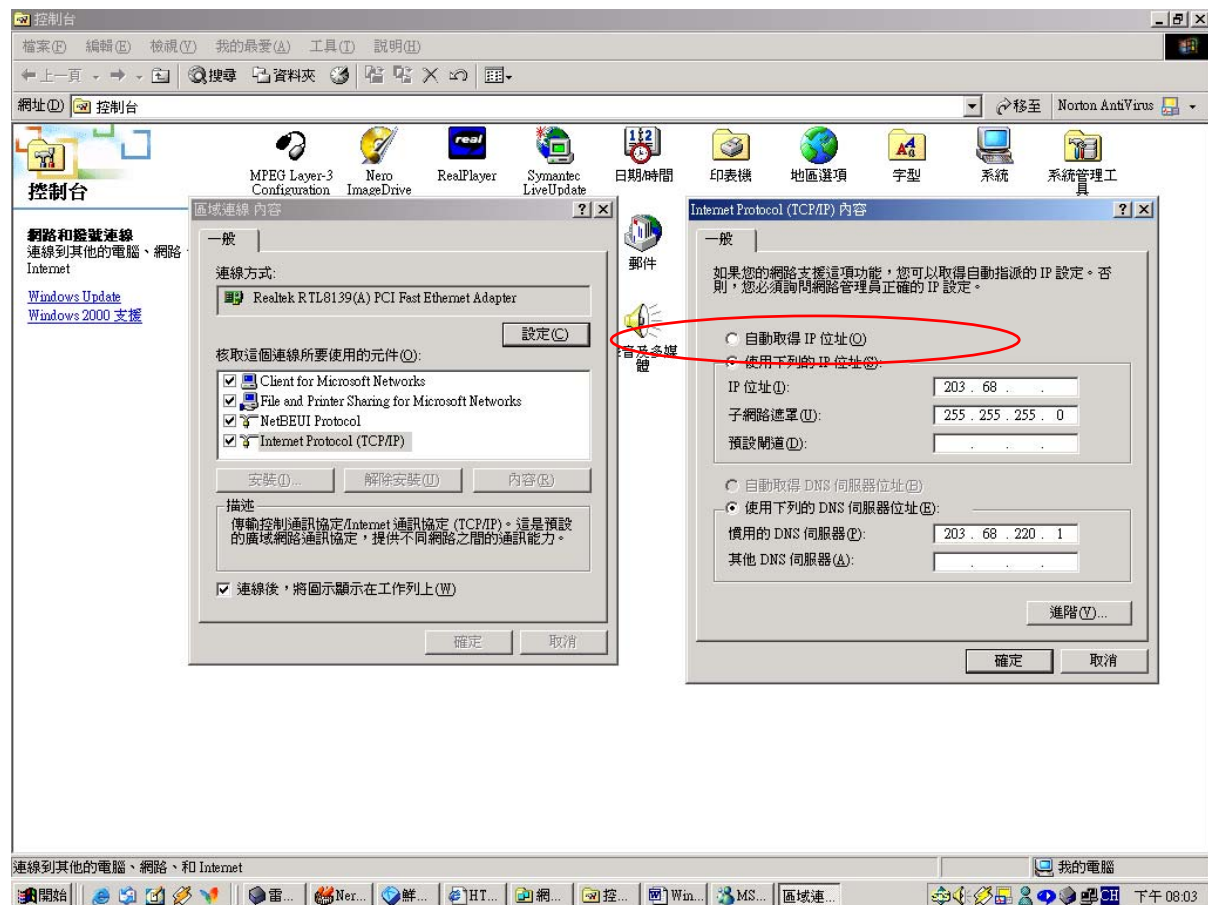 控制台
檔案(F) 編輯(E) 檢視(V) 我的最愛(A) 工具(T) 說明(H)
上一頁 搜尋 資料夾
網址(D) 控制台 移至 Norton AntiVirus
控制台
網路和撥號連線
連線到其他的電腦、網路、
Internet
Windows Update
Windows 2000 支援
MPEG Layer-3 Configuration
Nero ImageDrive
RealPlayer
Symantec LiveUpdate
日期/時間
印表機
地區選項
字型
系統
系統管理工具
郵件
音及多媒體
區域連線 內容
一般
連線方式:
Realtek RTL8139(A) PCI Fast Ethernet Adapter
設定(C)
核取這個連線所要使用的元件(O):
Client for Microsoft Networks
File and Printer Sharing for Microsoft Networks
NetBEUI Protocol
Internet Protocol (TCP/IP)
安裝(I)... 解除安裝(U) 內容(R)
描述
傳輸控制通訊協定/Internet 通訊協定 (TCP/IP)。這是預設
的廣域網路通訊協定，提供不同網路之間的通訊能力。
連線後，將圖示顯示在工作列上(W)
確定 取消
Internet Protocol (TCP/IP) 內容
一般
如果您的網路支援這項功能，您可以取得自動指派的 IP 設定。否
則，您必須詢問網路管理員正確的 IP 設定。
自動取得 IP 位址(O)
使用下列的 IP 位址(S):
IP 位址(I): 203 . 68 . .
子網路遮罩(U): 255 . 255 . 255 . 0
預設閘道(D): . . .
自動取得 DNS 伺服器位址(B)
使用下列的 DNS 伺服器位址(E):
慣用的 DNS 伺服器(P): 203 . 68 . 220 . 1
其他 DNS 伺服器(A): . . .
進階(V)...
確定 取消
連線到其他的電腦、網路、和 Internet 我的電腦
開始 雷... Ner... 鮮... HT... 網... 控... Win... MS... 區域連... CH 下午 08:03